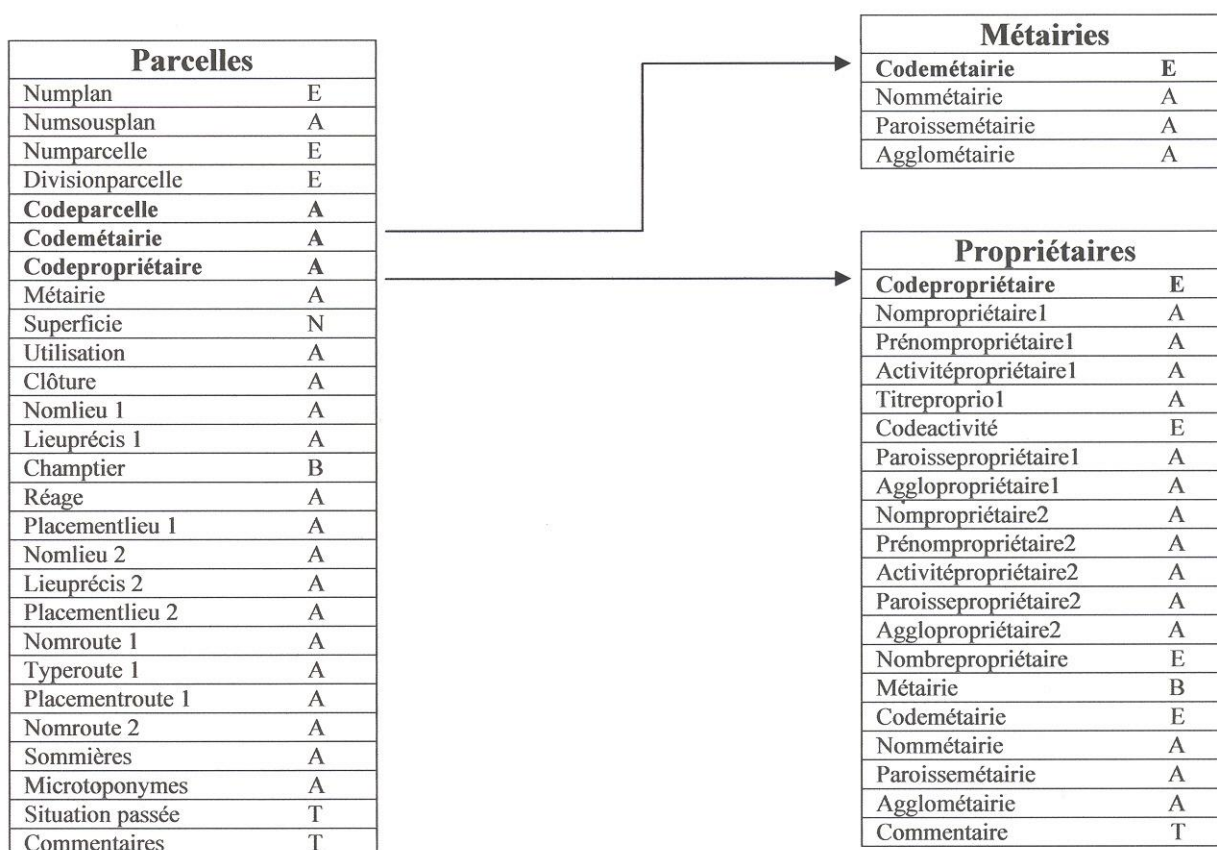 Parcelles
Numplan E
Numsousplan A
Numparcelle E
Divisionparcelle E
Codeparcelle A
Codemétairie A
Codepropriétaire A
Métairie A
Superficie N
Utilisation A
Clôture A
Nomlieu 1 A
Lieuprécis 1 A
Champtier B
Réage A
Placementlieu 1 A
Nomlieu 2 A
Lieuprécis 2 A
Placementlieu 2 A
Nomroute 1 A
Typeroute 1 A
Placementroute 1 A
Nomroute 2 A
Sommières A
Microtoponymes A
Situation passée T
Commentaires T
Métairies
Codemétairie E
Nommétairie A
Paroissemétairie A
Agglométairie A
Propriétaires
Codepropriétaire E
Nompropriétaire1 A
Prénompropriétaire1 A
Activitépropriétaire1 A
Titreproprio1 A
Codeactivité E
Paroissepropriétaire1 A
Agglopropriétaire1 A
Nompropriétaire2 A
Prénompropriétaire2 A
Activitépropriétaire2 A
Paroissepropriétaire2 A
Agglopropriétaire2 A
Nombrepropriétaire E
Métairie B
Codemétairie E
Nommétairie A
Paroissemétairie A
Agglométairie A
Commentaire T